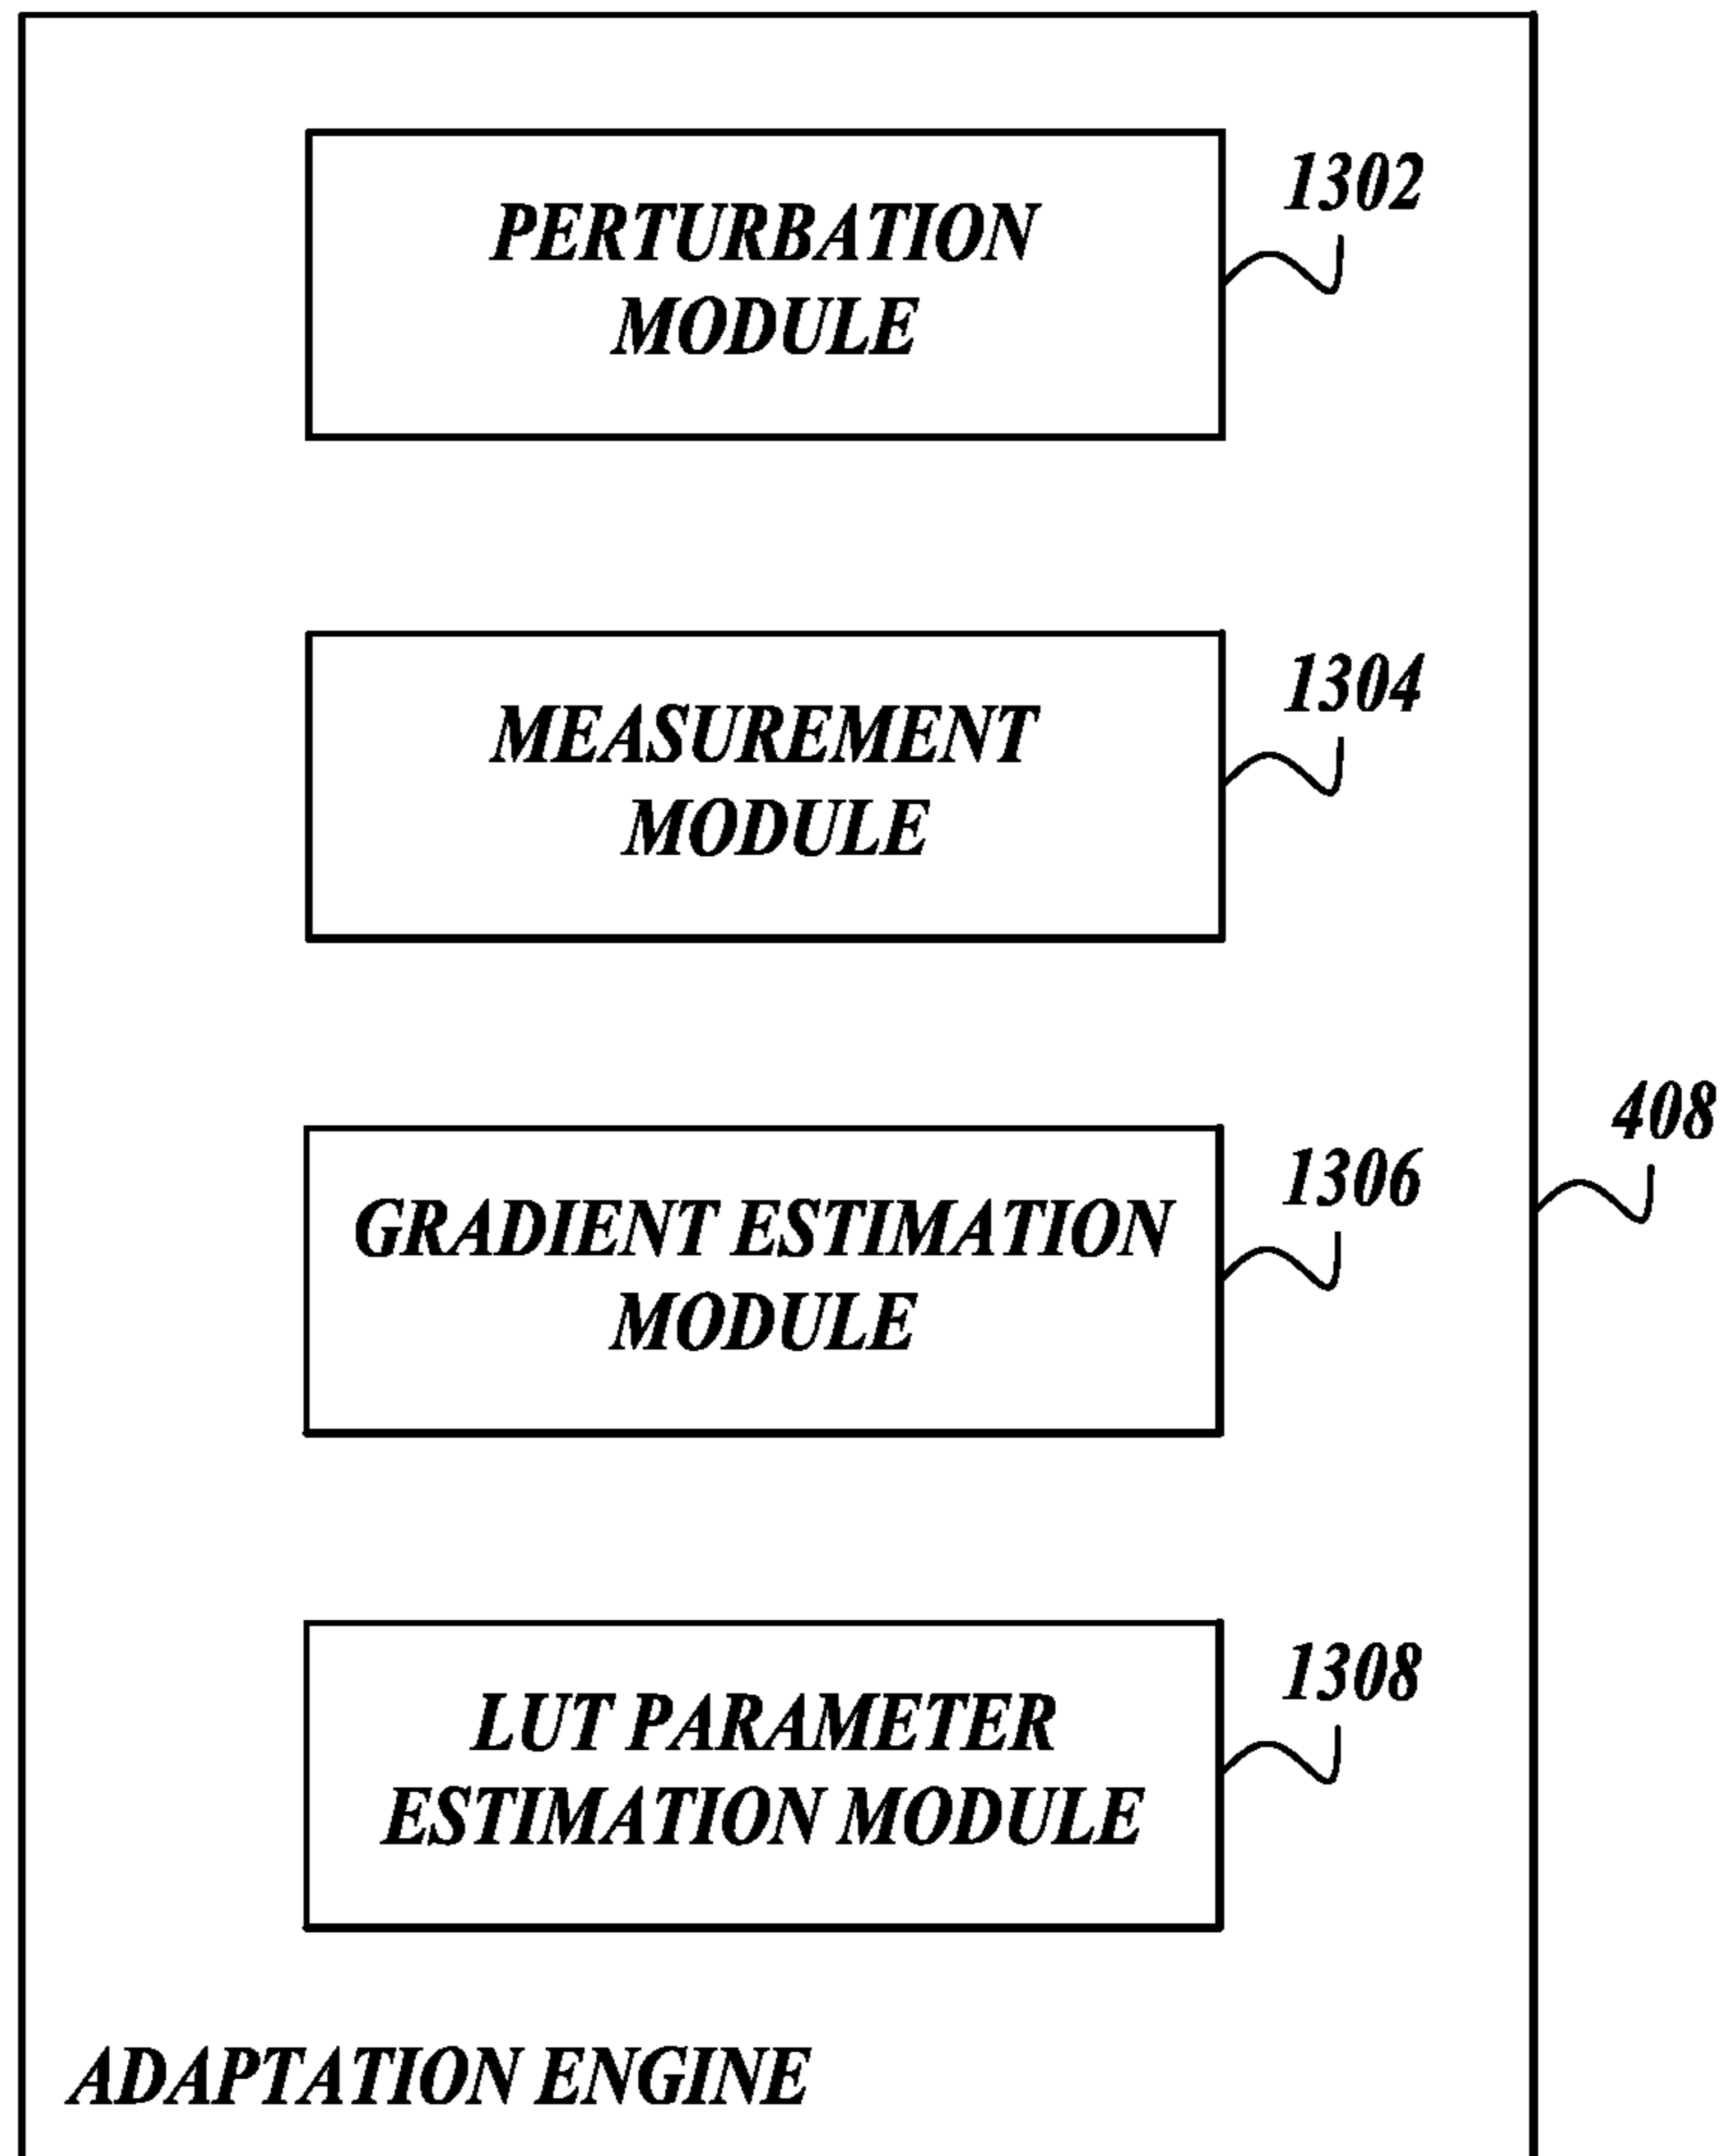 1302
PERTURBATION
MODULE
1304
MEASUREMENT
MODULE
408
1306
GRADIENT ESTIMATION
MODULE
1308
LUT PARAMETER
ESTIMATION MODULE
ADAPTATION ENGINE